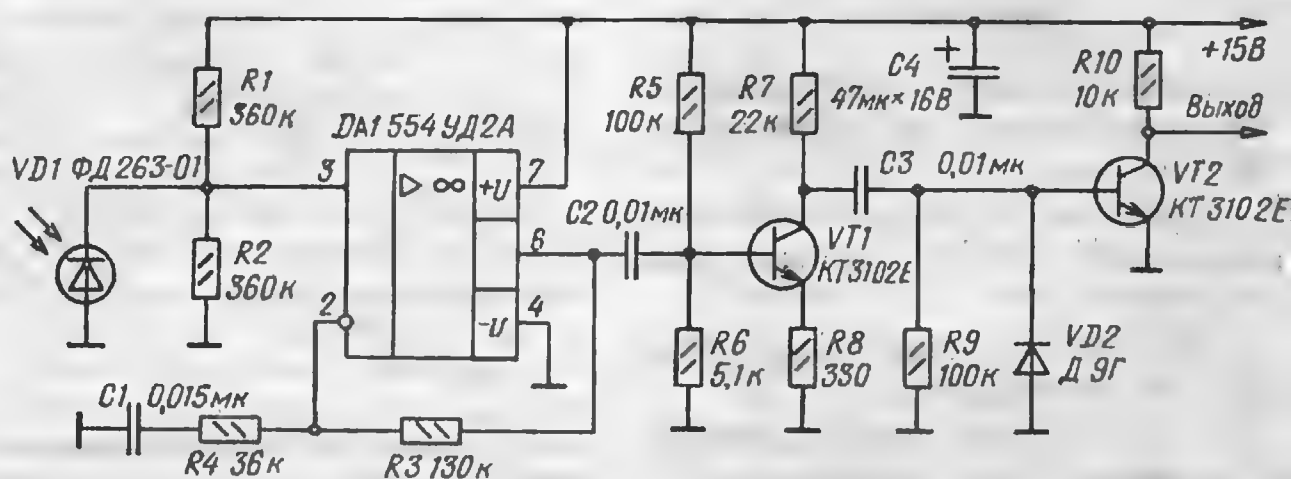 R1
360к
VD1 ФД263-01
R2
360к
DA1 554УД2А
3
2
▷ ∞
+U
-U
7
6
4
C1 0,015мк
R4 36к
R3 130к
C2 0,01мк
R5
100к
R6
5,1к
R7
22к
VT1
КТ3102Е
R8
330
C3 0,01мк
R9
100к
C4
+
47мк×16В
VD2
Д9Г
R10
10к
+15В
Выход
VT2
КТ3102Е